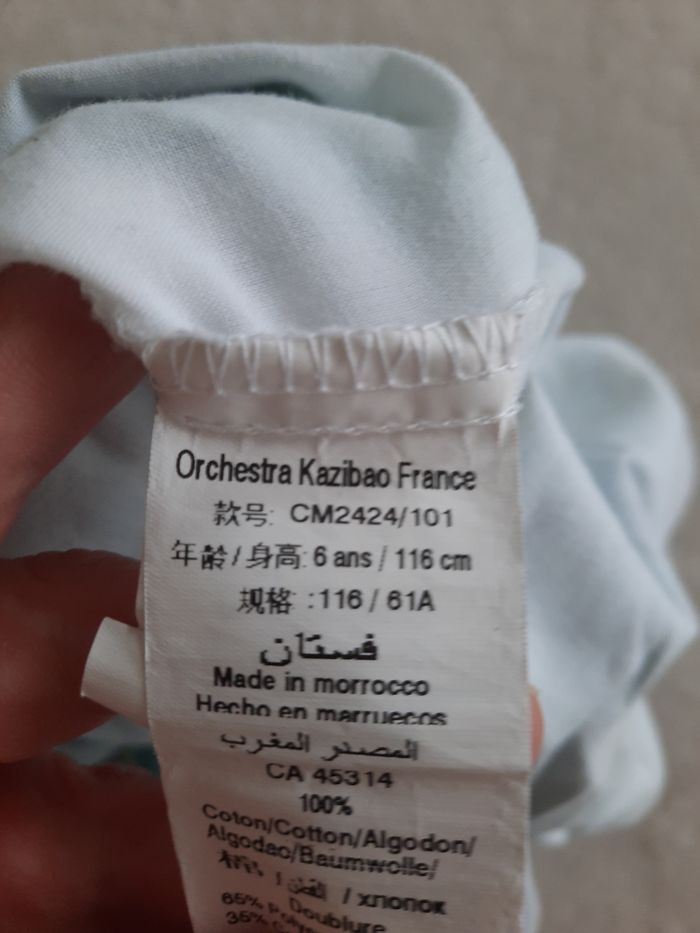 Orchestra Kazibao France
款号: CM2424/101
年龄/身高: 6 ans / 116 cm
规格: :116 / 61A
فستان
Made in morrocco
Hecho en marruecos
المصدر المغرب
CA 45314
100%
Coton/Cotton/Algodon/
Algodao/Baumwolle/
/ хлопок
Doublure
65%
35%